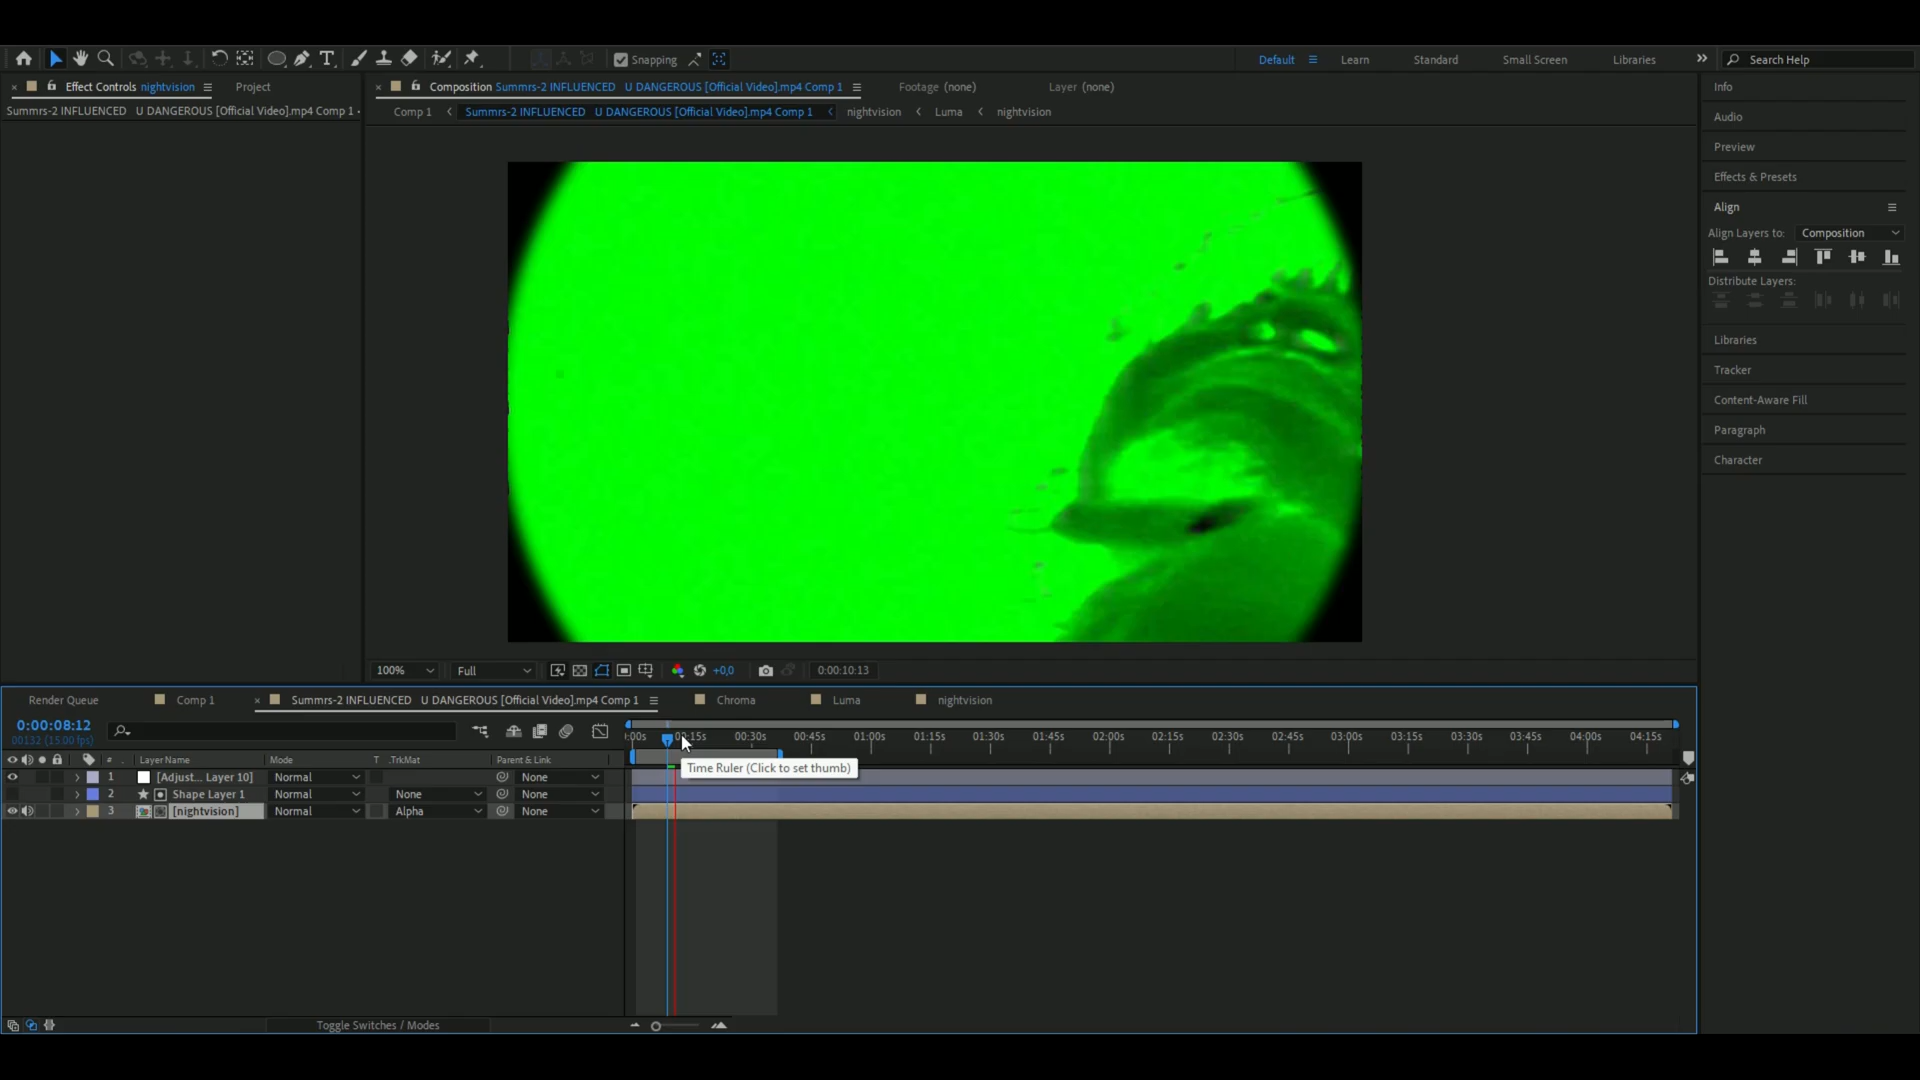 Snapping
Default
Learn
Standard
Small Screen
Libraries
Search Help
Effect Controls nightvision
Project
Composition Summrs-2 INFLUENCED U DANGEROUS [Official Video].mp4 Comp 1
Footage (none)
Layer (none)
Info
Summrs-2 INFLUENCED U DANGEROUS [Official Video].mp4 Comp 1
Comp 1
Summrs-2 INFLUENCED U DANGEROUS [Official Video].mp4 Comp 1
nightvision
Luma
nightvision
Audio
Preview
Effects & Presets
Align
Align Layers to: Composition
Distribute Layers:
Libraries
Tracker
Content-Aware Fill
Paragraph
Character
100%
Full
+0,0
0:00:10:13
Render Queue
Comp 1
Summrs-2 INFLUENCED U DANGEROUS [Official Video].mp4 Comp 1
Chroma
Luma
nightvision
0:00:08:12
00132 (15.00 fps)
:00s 00:15s 00:30s 00:45s 01:00s 01:15s 01:30s 01:45s 02:00s 02:15s 02:30s 02:45s 03:00s 03:15s 03:30s 03:45s 04:00s 04:15s
# Layer Name Mode T .TrkMat Parent & Link
Time Ruler (Click to set thumb)
1 [Adjust... Layer 10] Normal None
2 Shape Layer 1 Normal None None
3 [nightvision] Normal Alpha None
Toggle Switches / Modes